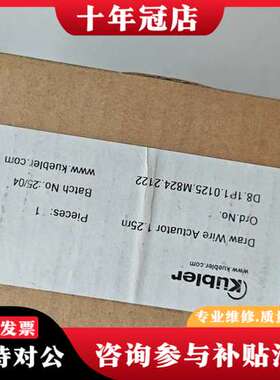 十年冠店
Kübler
www.kuebler.com
Draw Wire Actuator 1,25m
Ord.No.:
D8.1P1.0125.M824.2122
Pieces: 1
Batch No.:25/04
www.kuebler.com
发票
专业维修.质量
对公
咨询参与补贴活